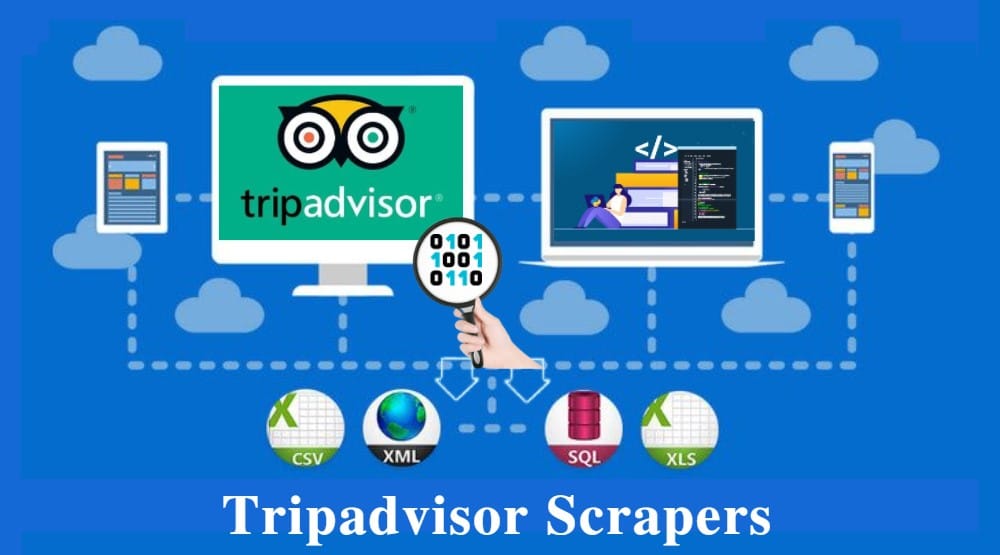 tripadvisor®
</>
0101
1001
0110
CSV
XML
SQL
XLS
Tripadvisor Scrapers